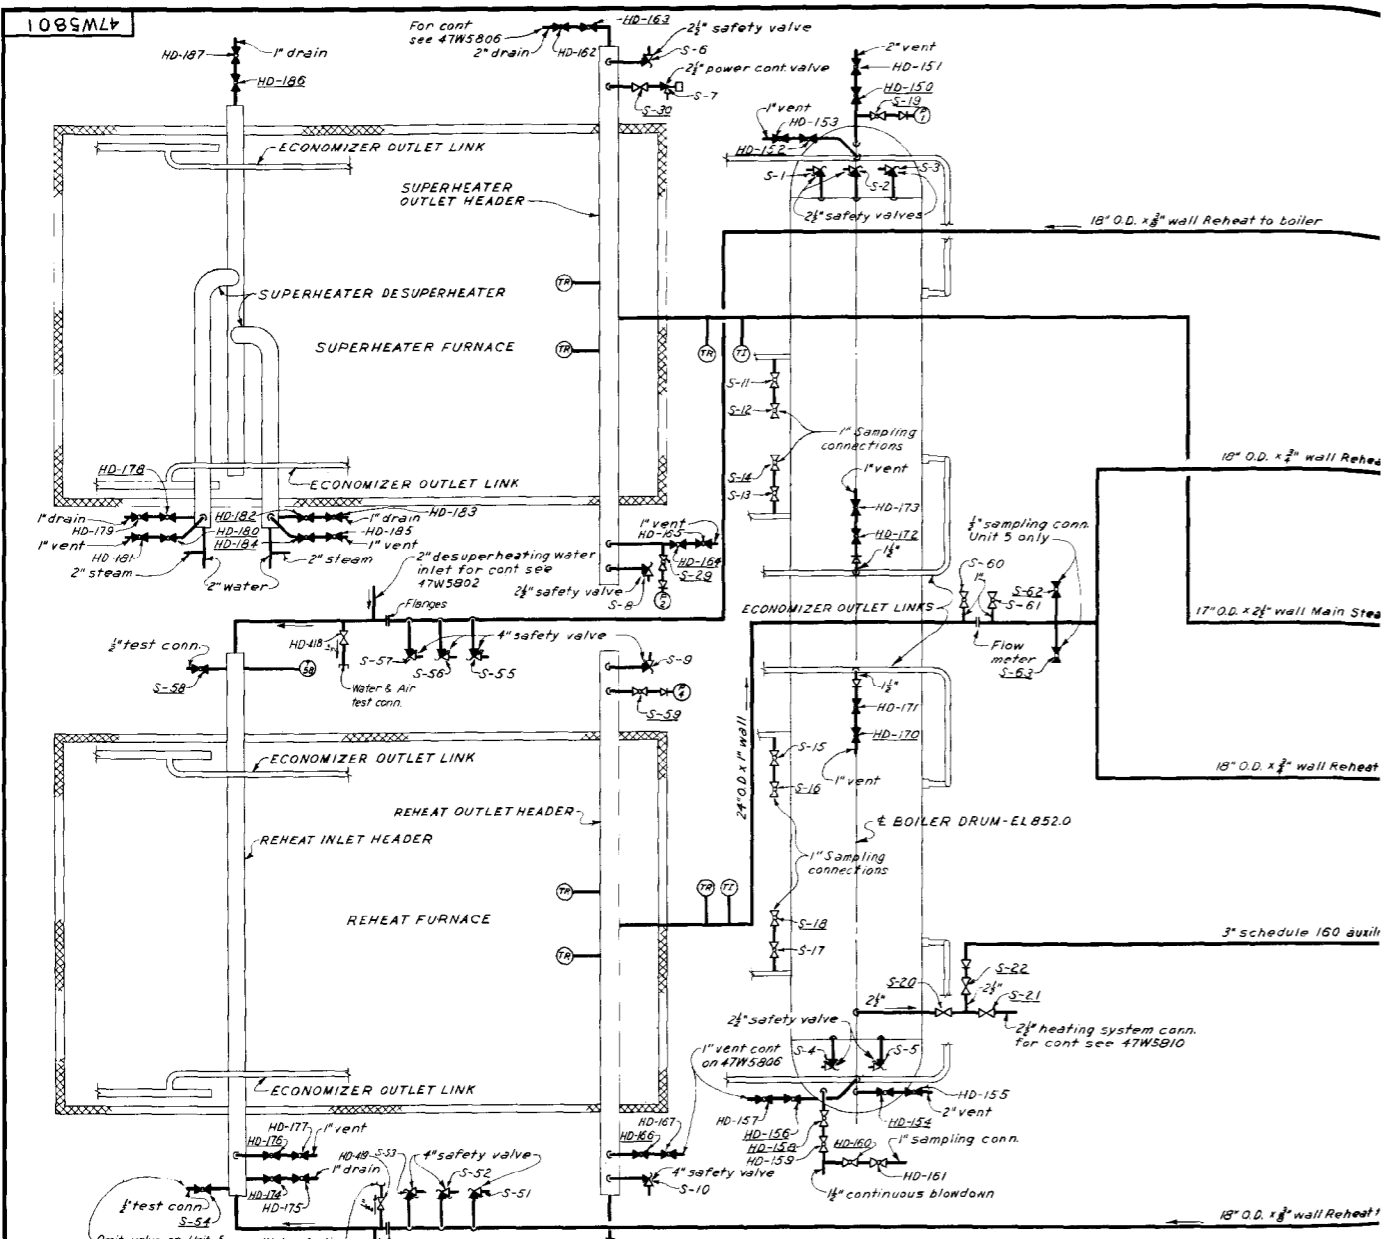 47W5801
For cont
see 47W5806
2" drain
HD-163
HD-162
2½" safety valve
S-6
2½" power cont. valve
S-7
S-30
HD-187
1" drain
HD-186
2" vent
HD-151
HD-150
S-19
1" vent
HD-153
HD-152
S-1
S-2
S-3
2½" safety valves
ECONOMIZER OUTLET LINK
SUPERHEATER
OUTLET HEADER
18" O.D. x ⅜" wall Reheat to boiler
SUPERHEATER DESUPERHEATER
SUPERHEATER FURNACE
TR
TR
TR
TI
S-11
S-12
1" Sampling
connections
S-14
S-13
1" vent
HD-173
HD-172
1½"
18" O.D. x ¾" wall Rehea
HD-178
ECONOMIZER OUTLET LINK
1" drain
HD-179
1" vent
HD-181
2" steam
HD-182
HD-180
HD-184
2" water
HD-183
1" drain
HD-185
1" vent
2" steam
1" vent
HD-165
HD-164
S-29
2" desuperheating water
inlet for cont see
47W5802
2½" safety valve
S-8
P
2
½" sampling conn.
Unit 5 only
S-60
1"
S-61
S-62
S-63
Flow
meter
17" O.D. x 2½" wall Main Stea
ECONOMIZER OUTLET LINKS
Flanges
HD-418
Water & Air
test conn.
S-57
S-56
S-55
4" safety valve
S-9
P
4
S-59
½" test conn.
S-58
58
1½"
HD-171
HD-170
1" vent
24" O.D x 1" wall
S-15
S-16
18" O.D. x ¾" wall Reheat
ECONOMIZER OUTLET LINK
REHEAT OUTLET HEADER
REHEAT INLET HEADER
℄ BOILER DRUM-EL 852.0
1" Sampling
connections
TR
TR
TI
REHEAT FURNACE
TR
S-18
S-17
3" schedule 160 auxili
S-20
S-22
2½"
2½"
S-21
2½" heating system conn.
for cont see 47W5810
2½" safety valve
S-4
S-5
1" vent cont
on 47W5806
ECONOMIZER OUTLET LINK
HD-155
2" vent
HD-154
HD-157
HD-156
HD-158
HD-159
HD-160
1" sampling conn.
HD-161
1½" continuous blowdown
HD-177
1" vent
HD-176
1" drain
HD-174
HD-175
½" test conn.
S-54
HD-419
S-53
4" safety valve
S-52
S-51
HD-167
HD-166
4" safety valve
S-10
18" O.D. x ⅜" wall Reheat t